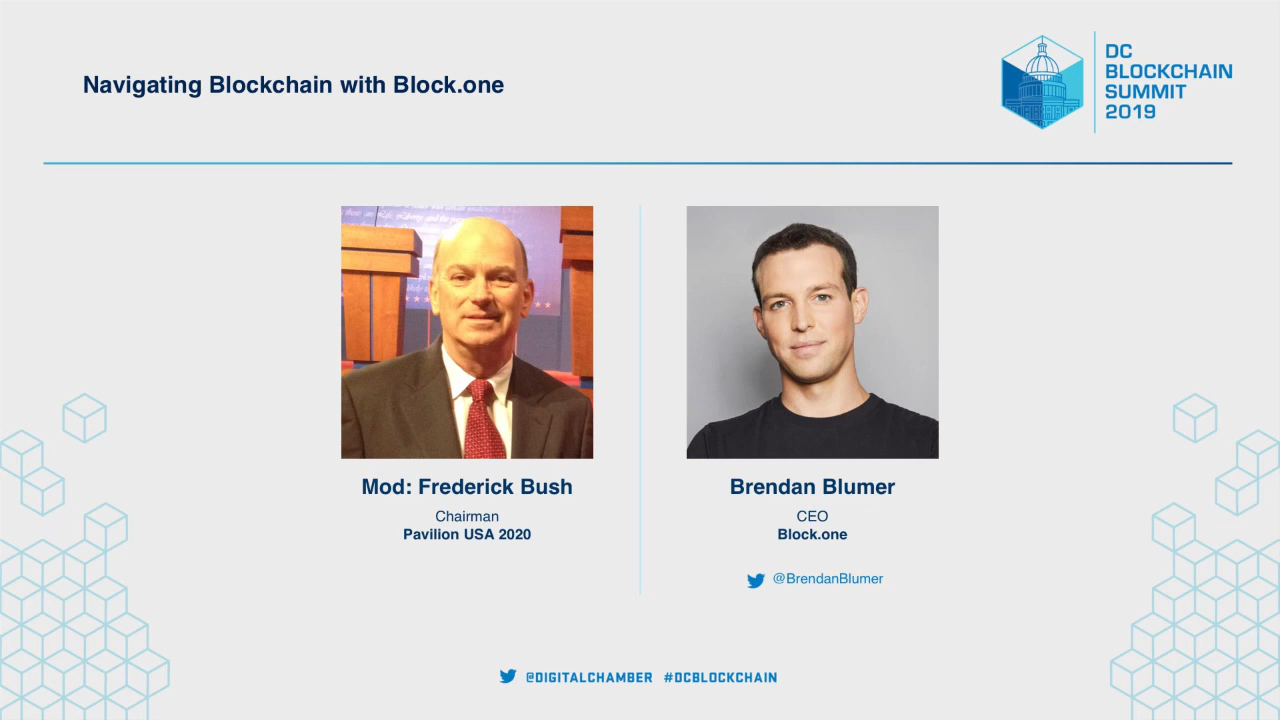 Navigating Blockchain with Block.one
DC
BLOCKCHAIN
SUMMIT
2019
Mod: Frederick Bush
Chairman
Pavilion USA 2020
Brendan Blumer
CEO
Block.one
@BrendanBlumer
@DIGITALCHAMBER #DCBLOCKCHAIN